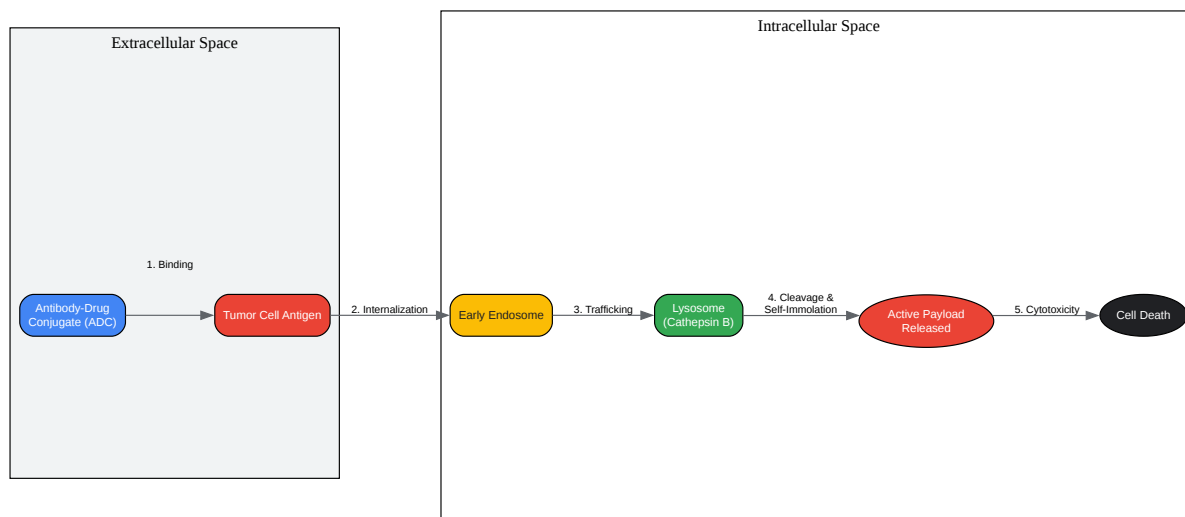 Extracellular Space
Intracellular Space
1. Binding
Antibody-Drug
Conjugate (ADC)
Tumor Cell Antigen
2. Internalization
Early Endosome
3. Trafficking
Lysosome
(Cathepsin B)
4. Cleavage &
Self-Immolation
Active Payload
Released
5. Cytotoxicity
Cell Death